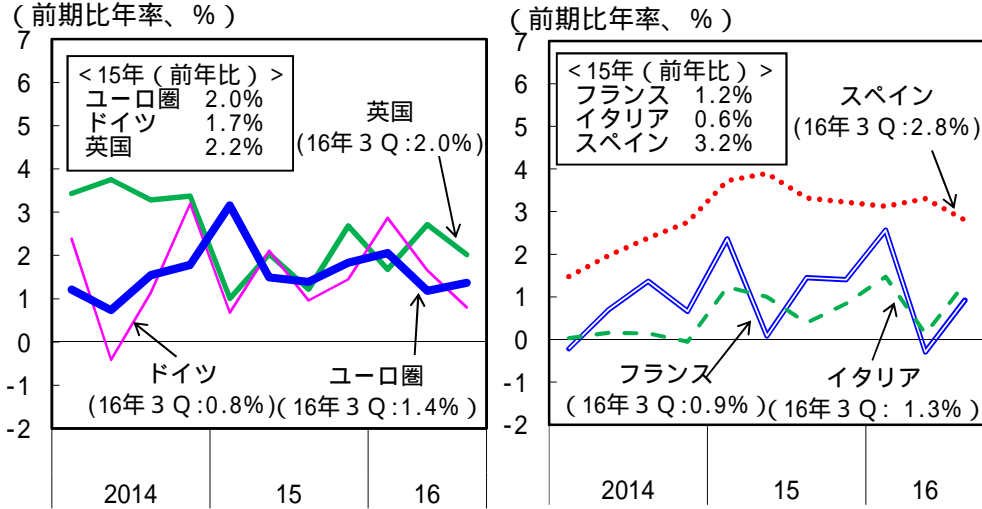 (前期比年率、%)
7
6
5
4
3
2
1
0
-1
-2
<15年(前年比)>
ユーロ圏 2.0%
ドイツ 1.7%
英国 2.2%
英国
(16年3Q:2.0%)
ドイツ
(16年3Q:0.8%)
ユーロ圏
(16年3Q:1.4%)
2014 15 16
(前期比年率、%)
7
6
5
4
3
2
1
0
-1
-2
<15年(前年比)>
フランス 1.2%
イタリア 0.6%
スペイン 3.2%
スペイン
(16年3Q:2.8%)
フランス
(16年3Q:0.9%)
イタリア
(16年3Q: 1.3%)
2014 15 16